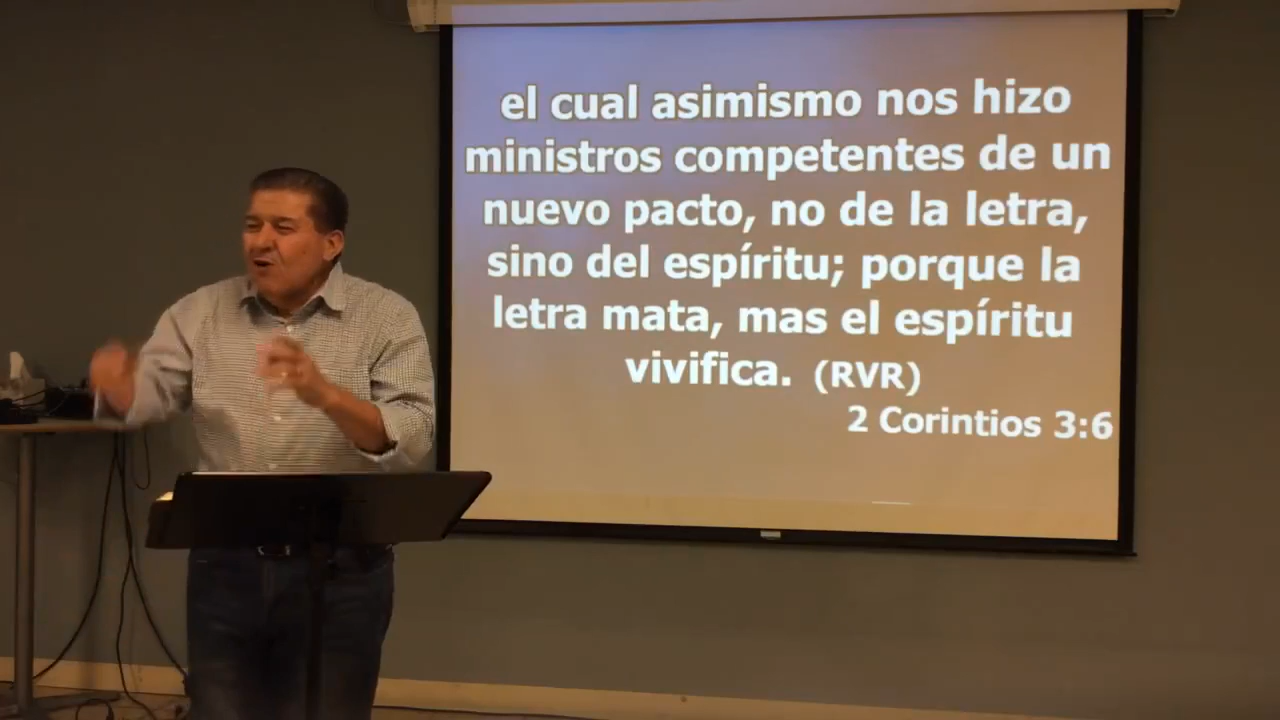 el cual asimismo nos hizo
ministros competentes de un
nuevo pacto, no de la letra,
sino del espíritu; porque la
letra mata, mas el espíritu
vivifica. (RVR)
2 Corintios 3:6